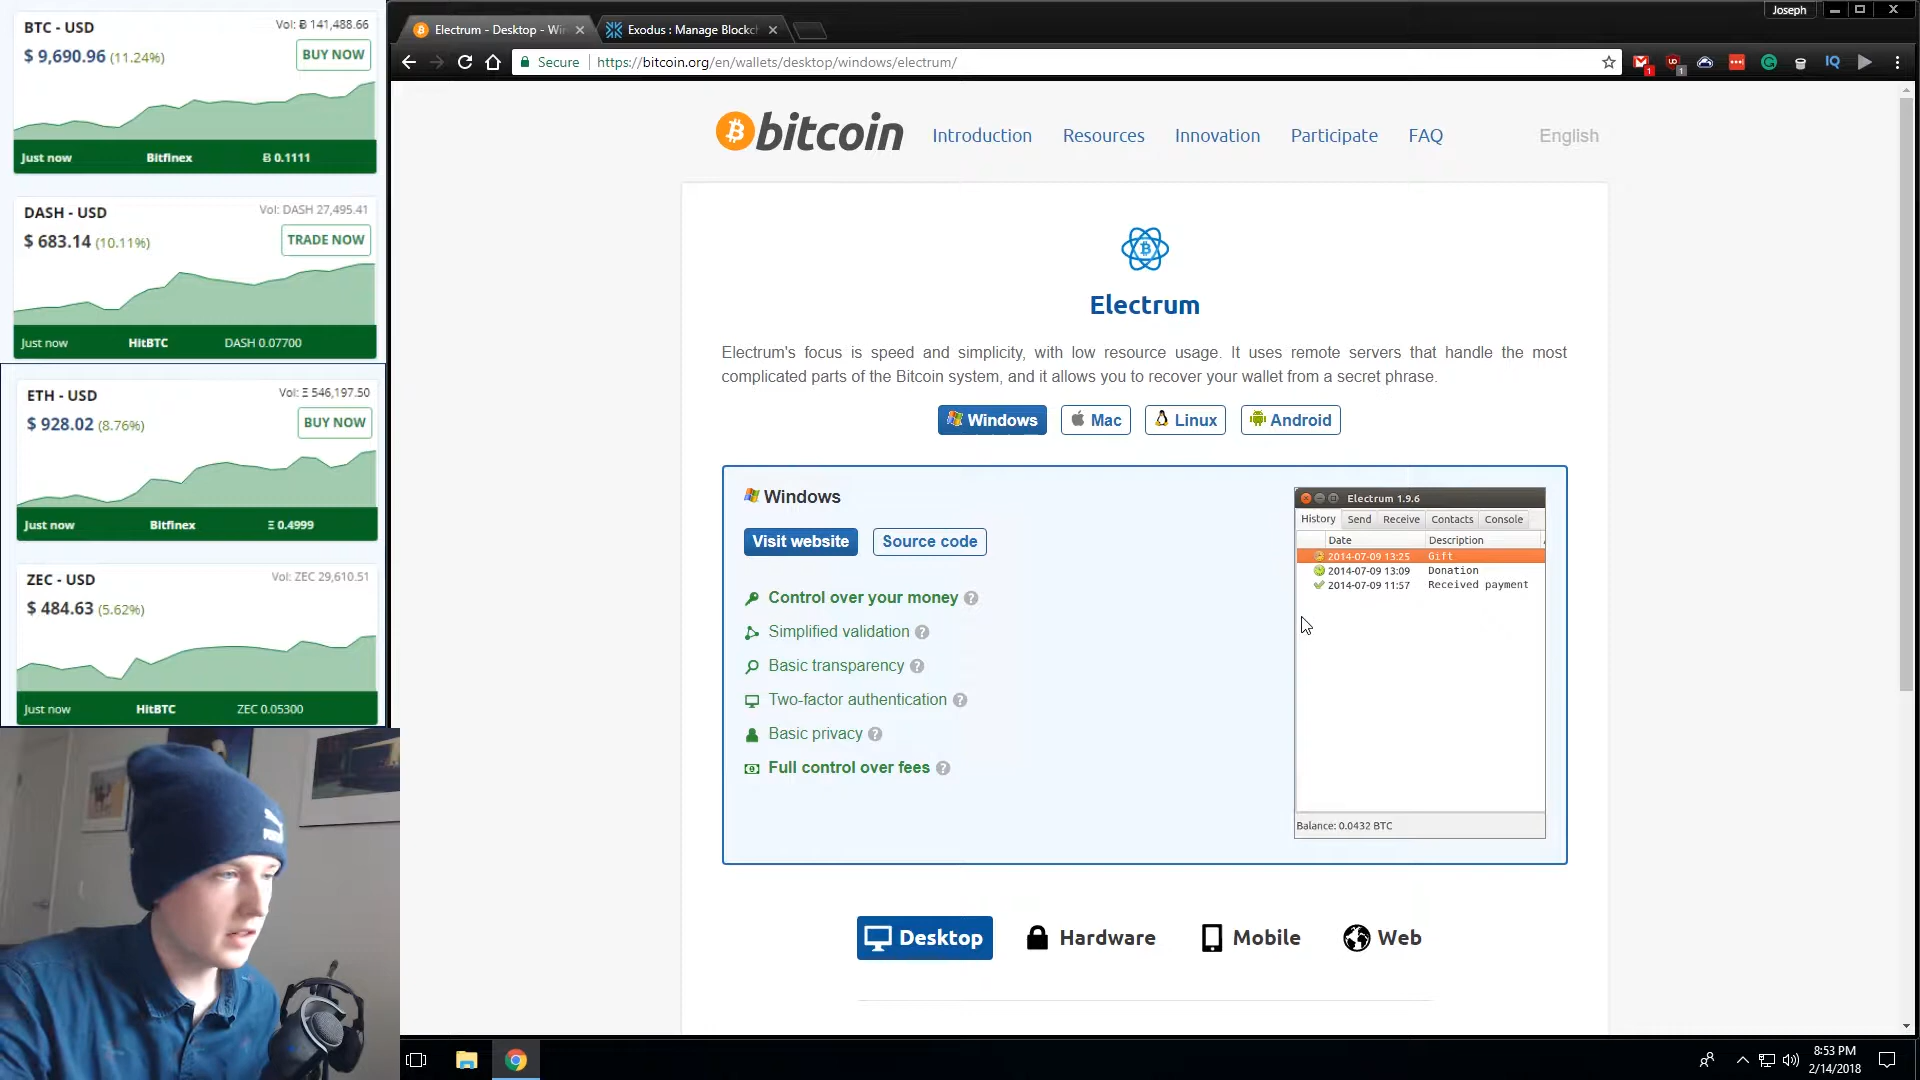 BTC - USD
Vol: Ƀ 141,488.66
$ 9,690.96 (11.24%)
BUY NOW
Just now
Bitfinex
Ƀ 0.1111
DASH - USD
Vol: DASH 27,495.41
$ 683.14 (10.11%)
TRADE NOW
Just now
HitBTC
DASH 0.07700
ETH - USD
Vol: Ξ 546,197.50
$ 928.02 (8.76%)
BUY NOW
Just now
Bitfinex
Ξ 0.4999
ZEC - USD
Vol: ZEC 29,610.51
$ 484.63 (5.62%)
Just now
HitBTC
ZEC 0.05300
Joseph
Electrum - Desktop - Wi
Exodus : Manage Blockc
Secure
https://bitcoin.org/en/wallets/desktop/windows/electrum/
1
1
IQ
bitcoin
Introduction
Resources
Innovation
Participate
FAQ
English
Electrum
Electrum's focus is speed and simplicity, with low resource usage. It uses remote servers that handle the most
complicated parts of the Bitcoin system, and it allows you to recover your wallet from a secret phrase.
Windows
Mac
Linux
Android
Windows
Visit website
Source code
Control over your money ?
Simplified validation ?
Basic transparency ?
Two-factor authentication ?
Basic privacy ?
Full control over fees ?
Electrum 1.9.6
History
Send
Receive
Contacts
Console
Date
Description
2014-07-09 13:25 Gift
2014-07-09 13:09 Donation
2014-07-09 11:57 Received payment
Balance: 0.0432 BTC
Desktop
Hardware
Mobile
Web
8:53 PM
2/14/2018